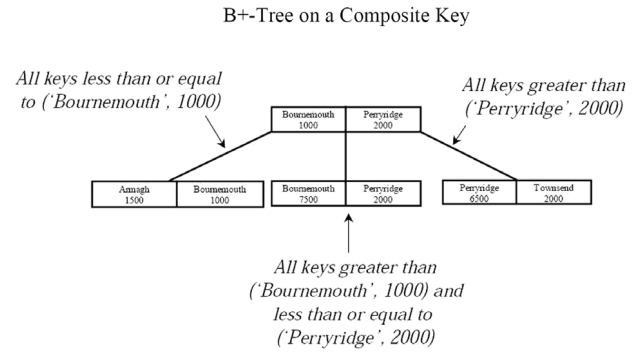 B+-Tree on a Composite Key
All keys less than or equal
to (‘Bournemouth’, 1000)
All keys greater than
(‘Perryridge’, 2000)
Bournemouth
1000
Perryridge
2000
Armagh
1500
Bournemouth
1000
Bournemouth
7500
Perryridge
2000
Perryridge
6500
Townsend
2000
All keys greater than
(‘Bournemouth’, 1000) and
less than or equal to
(‘Perryridge’, 2000)